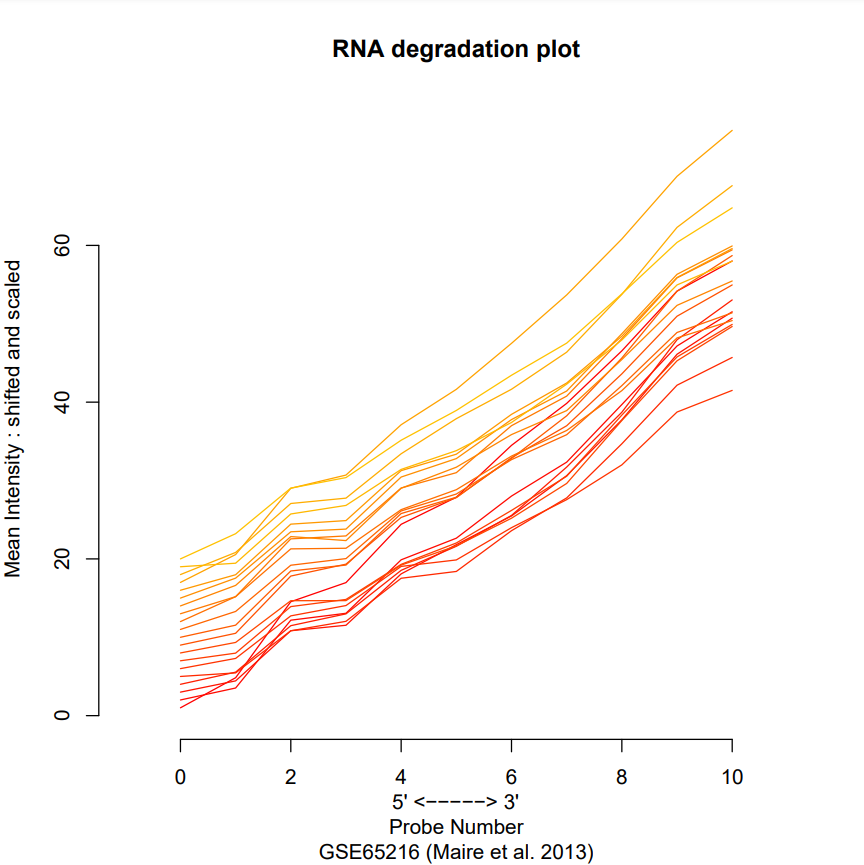 RNA degradation plot
Mean Intensity : shifted and scaled
60
40
20
0
0 2 4 6 8 10
5' <−−−−−> 3'
Probe Number
GSE65216 (Maire et al. 2013)